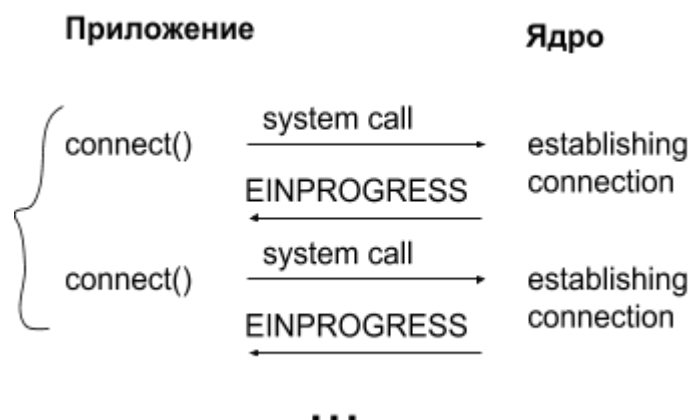 Приложение
Ядро
system call
connect()
establishing
connection
EINPROGRESS
system call
connect()
establishing
connection
EINPROGRESS
...